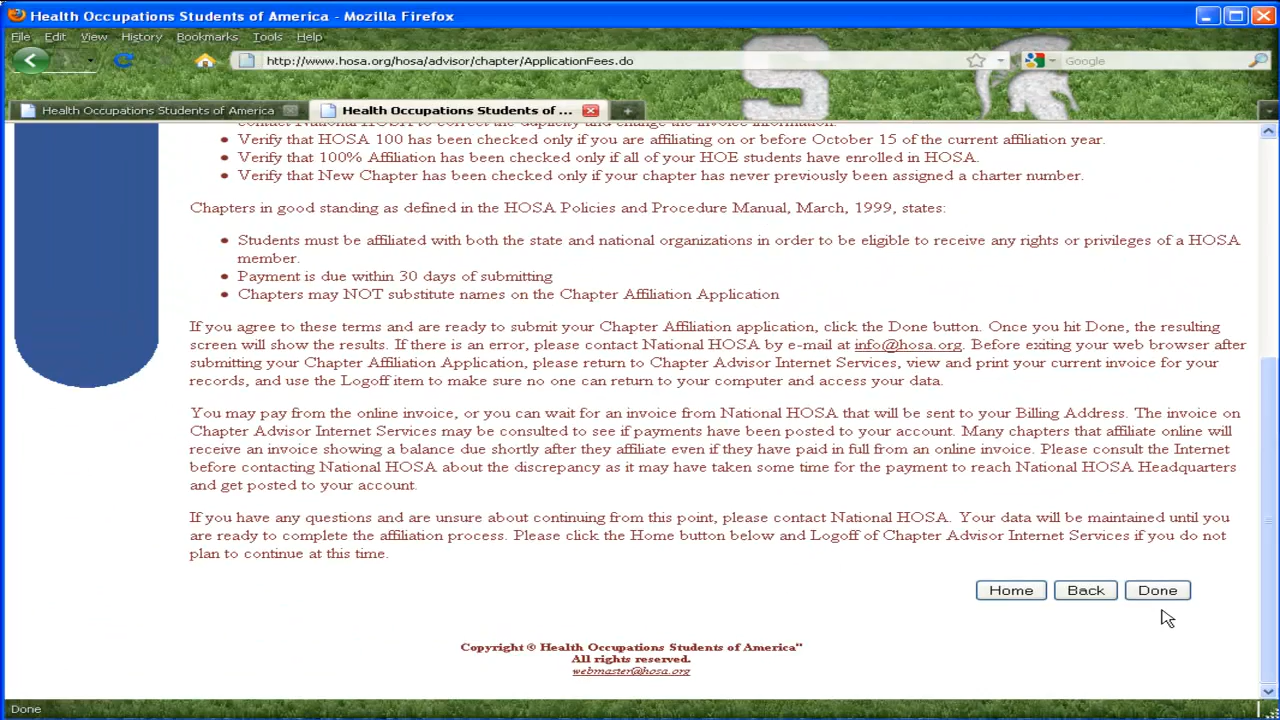 Health Occupations Students of America - Mozilla Firefox
File Edit View History Bookmarks Tools Help
http://www.hosa.org/hosa/advisor/chapter/ApplicationFees.do
Google
Health Occupations Students of America
Health Occupations Students of ...
contact National HOSA to correct the duplicity and change the invoice information.
Verify that HOSA 100 has been checked only if you are affiliating on or before October 15 of the current affiliation year.
Verify that 100% Affiliation has been checked only if all of your HOE students have enrolled in HOSA.
Verify that New Chapter has been checked only if your chapter has never previously been assigned a charter number.
Chapters in good standing as defined in the HOSA Policies and Procedure Manual, March, 1999, states:
Students must be affiliated with both the state and national organizations in order to be eligible to receive any rights or privileges of a HOSA
member.
Payment is due within 30 days of submitting
Chapters may NOT substitute names on the Chapter Affiliation Application
If you agree to these terms and are ready to submit your Chapter Affiliation application, click the Done button. Once you hit Done, the resulting
screen will show the results. If there is an error, please contact National HOSA by e-mail at info@hosa.org. Before exiting your web browser after
submitting your Chapter Affiliation Application, please return to Chapter Advisor Internet Services, view and print your current invoice for your
records, and use the Logoff item to make sure no one can return to your computer and access your data.
You may pay from the online invoice, or you can wait for an invoice from National HOSA that will be sent to your Billing Address. The invoice on
Chapter Advisor Internet Services may be consulted to see if payments have been posted to your account. Many chapters that affiliate online will
receive an invoice showing a balance due shortly after they affiliate even if they have paid in full from an online invoice. Please consult the Internet
before contacting National HOSA about the discrepancy as it may have taken some time for the payment to reach National HOSA Headquarters
and get posted to your account.
If you have any questions and are unsure about continuing from this point, please contact National HOSA. Your data will be maintained until you
are ready to complete the affiliation process. Please click the Home button below and Logoff of Chapter Advisor Internet Services if you do not
plan to continue at this time.
Home Back Done
Copyright © Health Occupations Students of America"
All rights reserved.
webmaster@hosa.org
Done